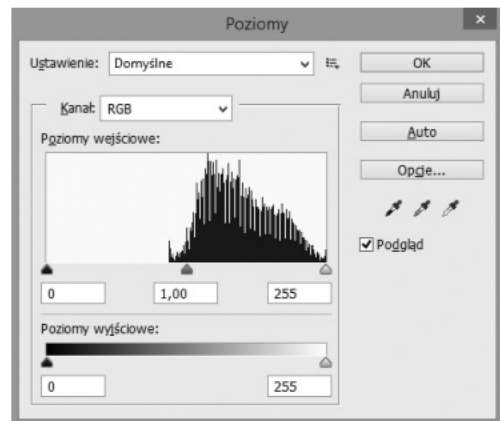 Poziomy
Ustawienie: Domyślne
OK
Anuluj
Kanał: RGB
Auto
Poziomy wejściowe:
Opcje...
Podgląd
0 1,00 255
Poziomy wyjściowe:
0 255